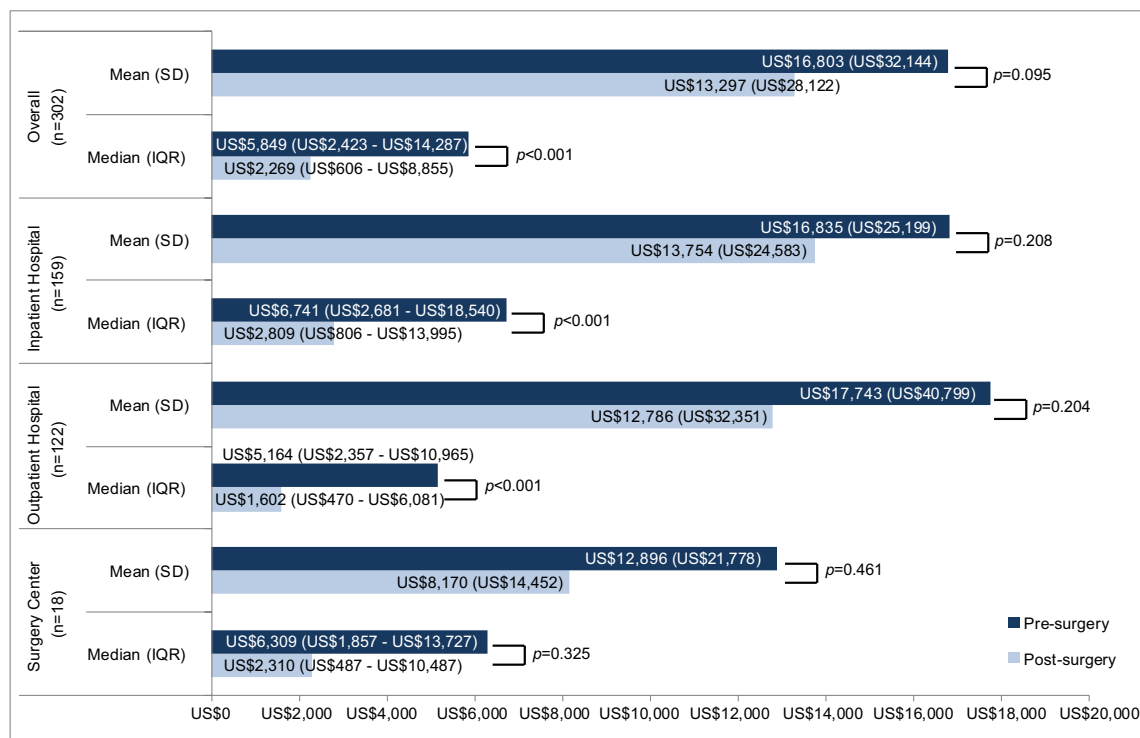 Overall
(n=302)
Mean (SD)
US$16,803 (US$32,144)
US$13,297 (US$28,122)
p=0.095
Median (IQR)
US$5,849 (US$2,423 - US$14,287)
US$2,269 (US$606 - US$8,855)
p<0.001
Inpatient Hospital
(n=159)
Mean (SD)
US$16,835 (US$25,199)
US$13,754 (US$24,583)
p=0.208
Median (IQR)
US$6,741 (US$2,681 - US$18,540)
US$2,809 (US$806 - US$13,995)
p<0.001
Outpatient Hospital
(n=122)
Mean (SD)
US$17,743 (US$40,799)
US$12,786 (US$32,351)
p=0.204
Median (IQR)
US$5,164 (US$2,357 - US$10,965)
US$1,602 (US$470 - US$6,081)
p<0.001
Surgery Center
(n=18)
Mean (SD)
US$12,896 (US$21,778)
US$8,170 (US$14,452)
p=0.461
Median (IQR)
US$6,309 (US$1,857 - US$13,727)
US$2,310 (US$487 - US$10,487)
p=0.325
Pre-surgery
Post-surgery
US$0 US$2,000 US$4,000 US$6,000 US$8,000 US$10,000 US$12,000 US$14,000 US$16,000 US$18,000 US$20,000